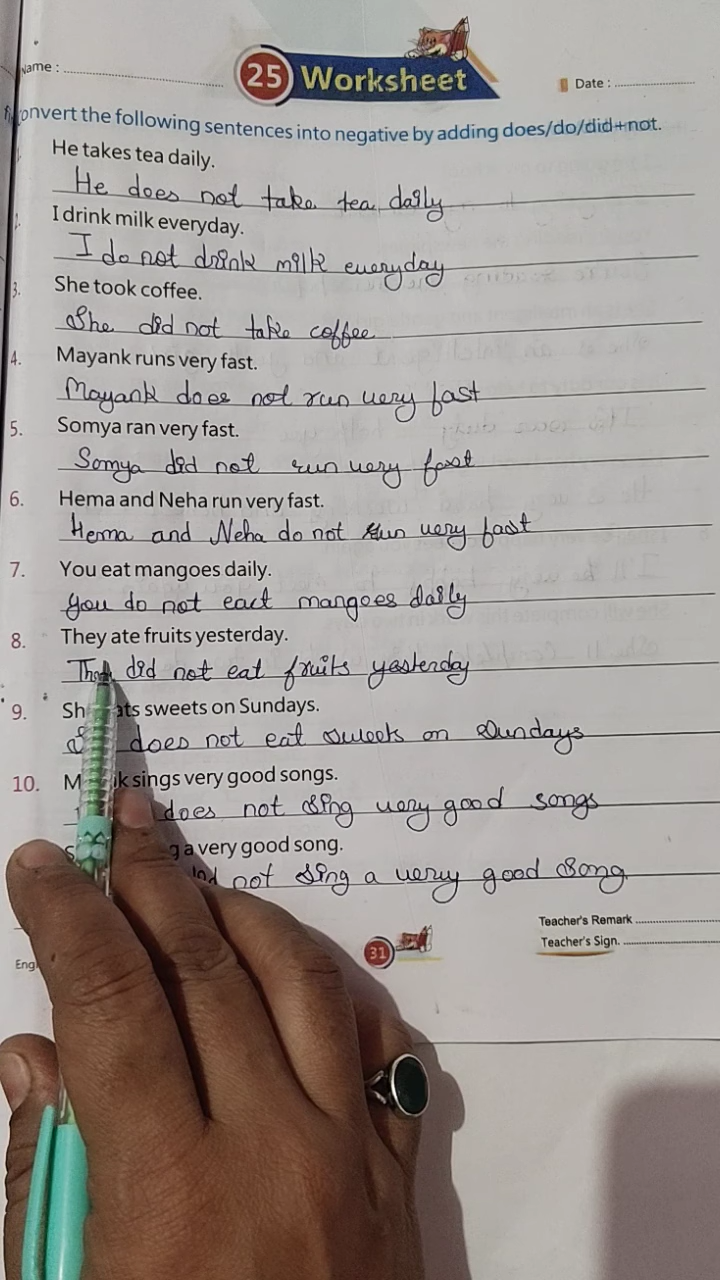 Name :
25 Worksheet
Date :
onvert the following sentences into negative by adding does/do/did+not.
He takes tea daily.
He does not take tea daily
I drink milk everyday.
I do not drink milk everyday
3. She took coffee.
She did not take coffee
4. Mayank runs very fast.
Mayank does not run very fast
5. Somya ran very fast.
Somya did not run very fast
6. Hema and Neha run very fast.
Hema and Neha do not run very fast
7. You eat mangoes daily.
You do not eact mangoes daily
8. They ate fruits yesterday.
did not eat fruits yesterday
9. sweets on Sundays.
does not eat sweets on Sundays
10. sings very good songs.
does not sing very good songs
a very good song.
not sing a very good song
Teacher's Remark
31
Teacher's Sign.